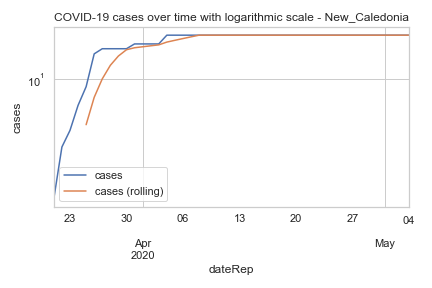 COVID-19 cases over time with logarithmic scale - New_Caledonia
cases
10¹
cases
cases (rolling)
23 30 06 13 20 27 04
Apr May
2020
dateRep